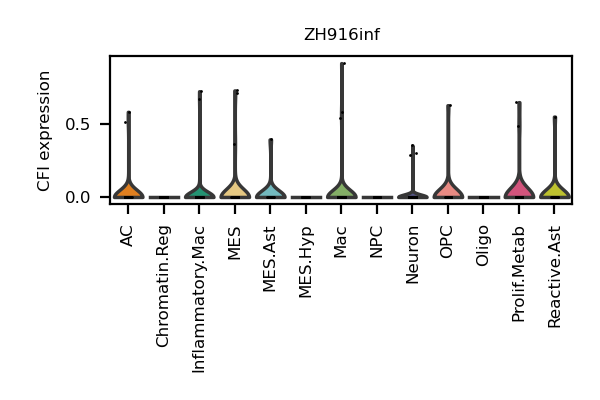 ZH916inf
CFI expression
0.5
0.0
AC
Chromatin.Reg
Inflammatory.Mac
MES
MES.Ast
MES.Hyp
Mac
NPC
Neuron
OPC
Oligo
Prolif.Metab
Reactive.Ast